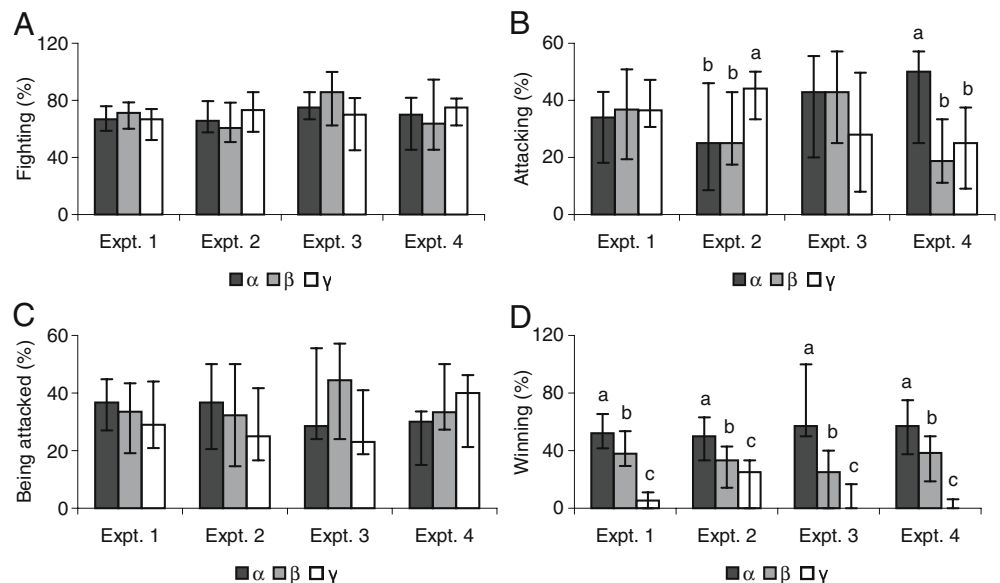 A
Fighting (%)
120
80
40
0
Expt. 1 Expt. 2 Expt. 3 Expt. 4
α β γ
B
Attacking (%)
60
40
20
0
b b a a b b
Expt. 1 Expt. 2 Expt. 3 Expt. 4
α β γ
C
Being attacked (%)
60
40
20
0
Expt. 1 Expt. 2 Expt. 3 Expt. 4
α β γ
D
Winning (%)
120
80
40
0
a b c a b c a b c a b c
Expt. 1 Expt. 2 Expt. 3 Expt. 4
α β γ